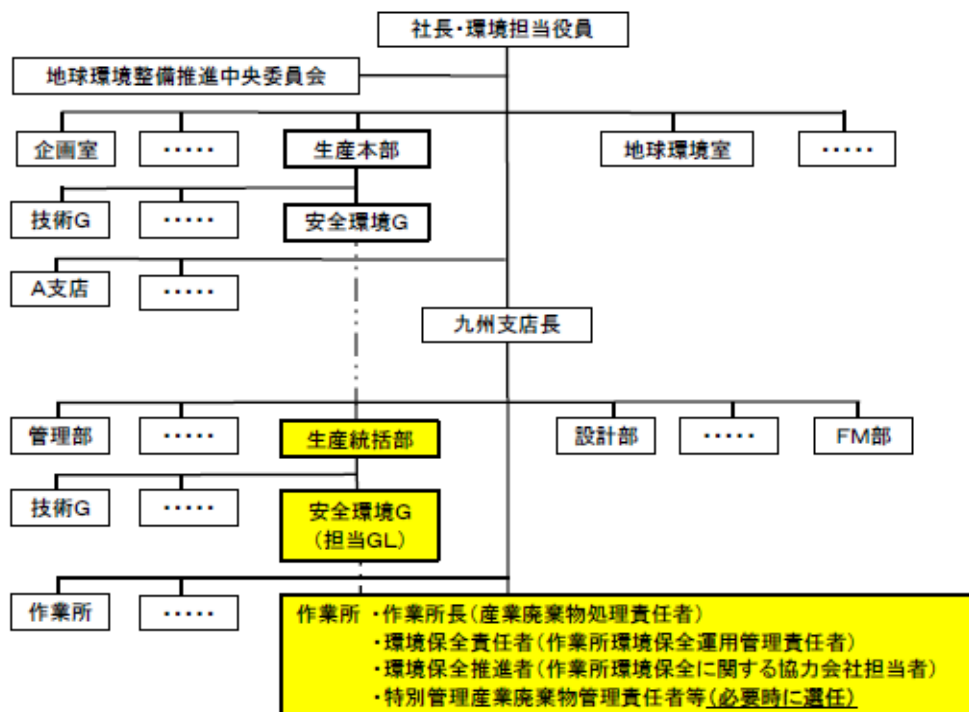 社長・環境担当役員
地球環境整備推進中央委員会
企画室
・・・・・
生産本部
地球環境室
・・・・・
技術G
・・・・・
安全環境G
A支店
・・・・・
九州支店長
管理部
・・・・・
生産統括部
設計部
・・・・・
FM部
技術G
・・・・・
安全環境G
（担当GL）
作業所
・・・・・
作業所 ・作業所長（産業廃棄物処理責任者）
・環境保全責任者（作業所環境保全運用管理責任者）
・環境保全推進者（作業所環境保全に関する協力会社担当者）
・特別管理産業廃棄物管理責任者等（必要時に選任）